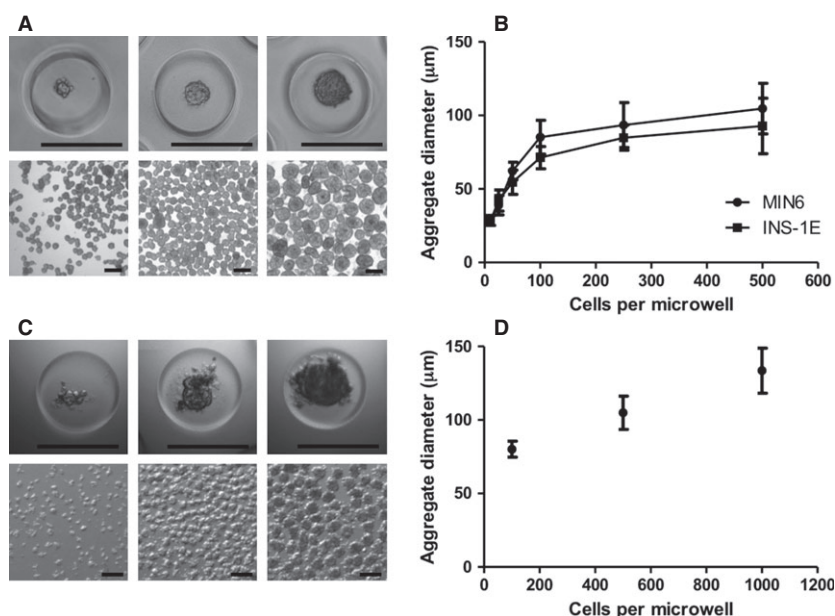 A
B
150
100
50
0
Aggregate diameter (μm)
MIN6
INS-1E
0 100 200 300 400 500 600
Cells per microwell
C
D
150
100
50
0
Aggregate diameter (μm)
0 200 400 600 800 1000 1200
Cells per microwell